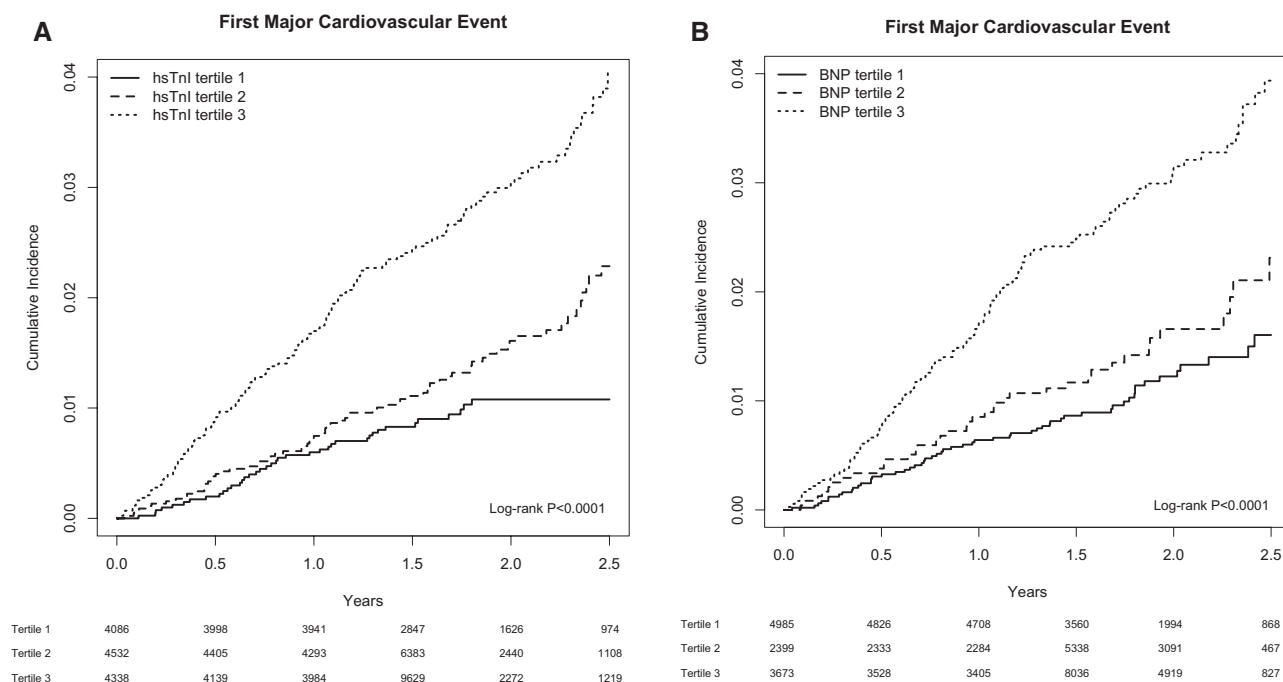 A
First Major Cardiovascular Event
hsTnI tertile 1
hsTnI tertile 2
hsTnI tertile 3
Cumulative Incidence
0.04
0.03
0.02
0.01
0.00
Log-rank P<0.0001
0.0 0.5 1.0 1.5 2.0 2.5
Years
Tertile 1 4086 3998 3941 2847 1626 974
Tertile 2 4532 4405 4293 6383 2440 1108
Tertile 3 4338 4139 3984 9629 2272 1219
B
First Major Cardiovascular Event
BNP tertile 1
BNP tertile 2
BNP tertile 3
Cumulative Incidence
0.04
0.03
0.02
0.01
0.00
Log-rank P<0.0001
0.0 0.5 1.0 1.5 2.0 2.5
Years
Tertile 1 4985 4826 4708 3560 1994 868
Tertile 2 2399 2333 2284 5338 3091 467
Tertile 3 3673 3528 3405 8036 4919 827